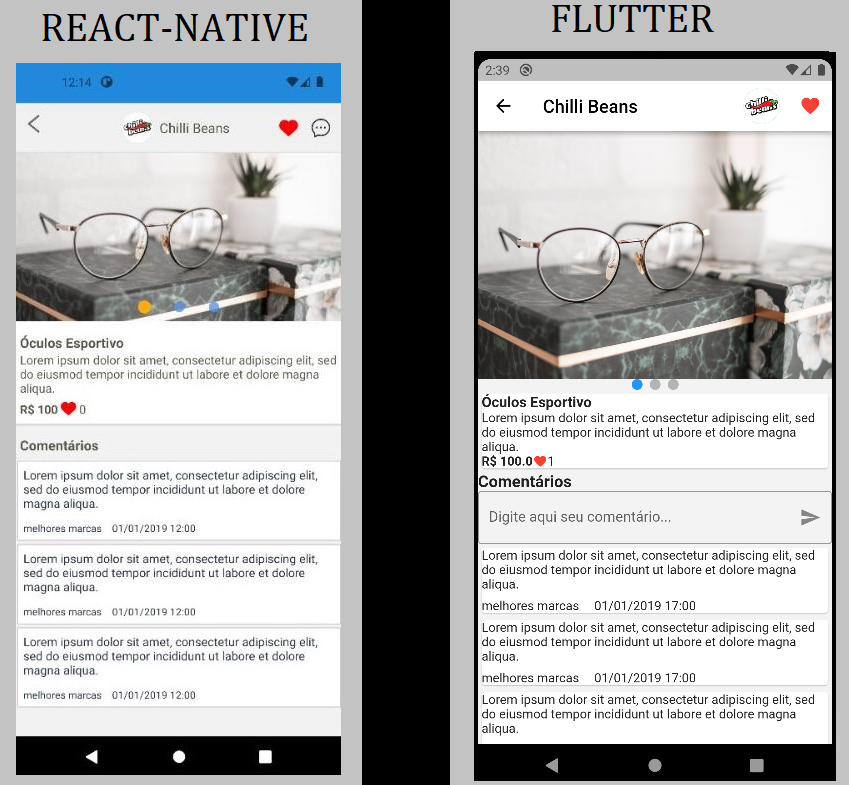 REACT-NATIVE
12:14
Chilli Beans
chilli
beans
Óculos Esportivo
Lorem ipsum dolor sit amet, consectetur adipiscing elit, sed
do eiusmod tempor incididunt ut labore et dolore magna
aliqua.
R$ 100 0
Comentários
Lorem ipsum dolor sit amet, consectetur adipiscing elit,
sed do eiusmod tempor incididunt ut labore et dolore
magna aliqua.
melhores marcas 01/01/2019 12:00
Lorem ipsum dolor sit amet, consectetur adipiscing elit,
sed do eiusmod tempor incididunt ut labore et dolore
magna aliqua.
melhores marcas 01/01/2019 12:00
Lorem ipsum dolor sit amet, consectetur adipiscing elit,
sed do eiusmod tempor incididunt ut labore et dolore
magna aliqua.
melhores marcas 01/01/2019 12:00
FLUTTER
2:39
Chilli Beans
chilli
beans
Óculos Esportivo
Lorem ipsum dolor sit amet, consectetur adipiscing elit, sed
do eiusmod tempor incididunt ut labore et dolore magna
aliqua.
R$ 100.0 1
Comentários
Digite aqui seu comentário...
Lorem ipsum dolor sit amet, consectetur adipiscing elit, sed
do eiusmod tempor incididunt ut labore et dolore magna
aliqua.
melhores marcas 01/01/2019 17:00
Lorem ipsum dolor sit amet, consectetur adipiscing elit, sed
do eiusmod tempor incididunt ut labore et dolore magna
aliqua.
melhores marcas 01/01/2019 17:00
Lorem ipsum dolor sit amet, consectetur adipiscing elit, sed
do eiusmod tempor incididunt ut labore et dolore magna
aliqua.